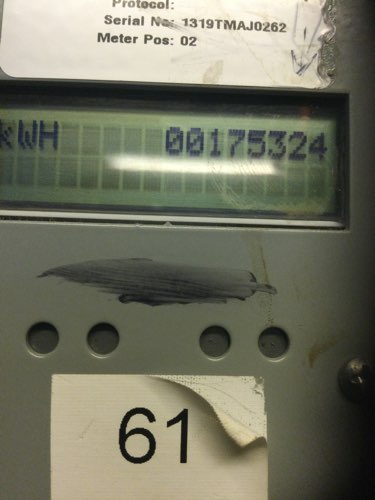 Protocol:
Serial No: 1319TMAJ0262
Meter Pos: 02
kWH 00175324
61